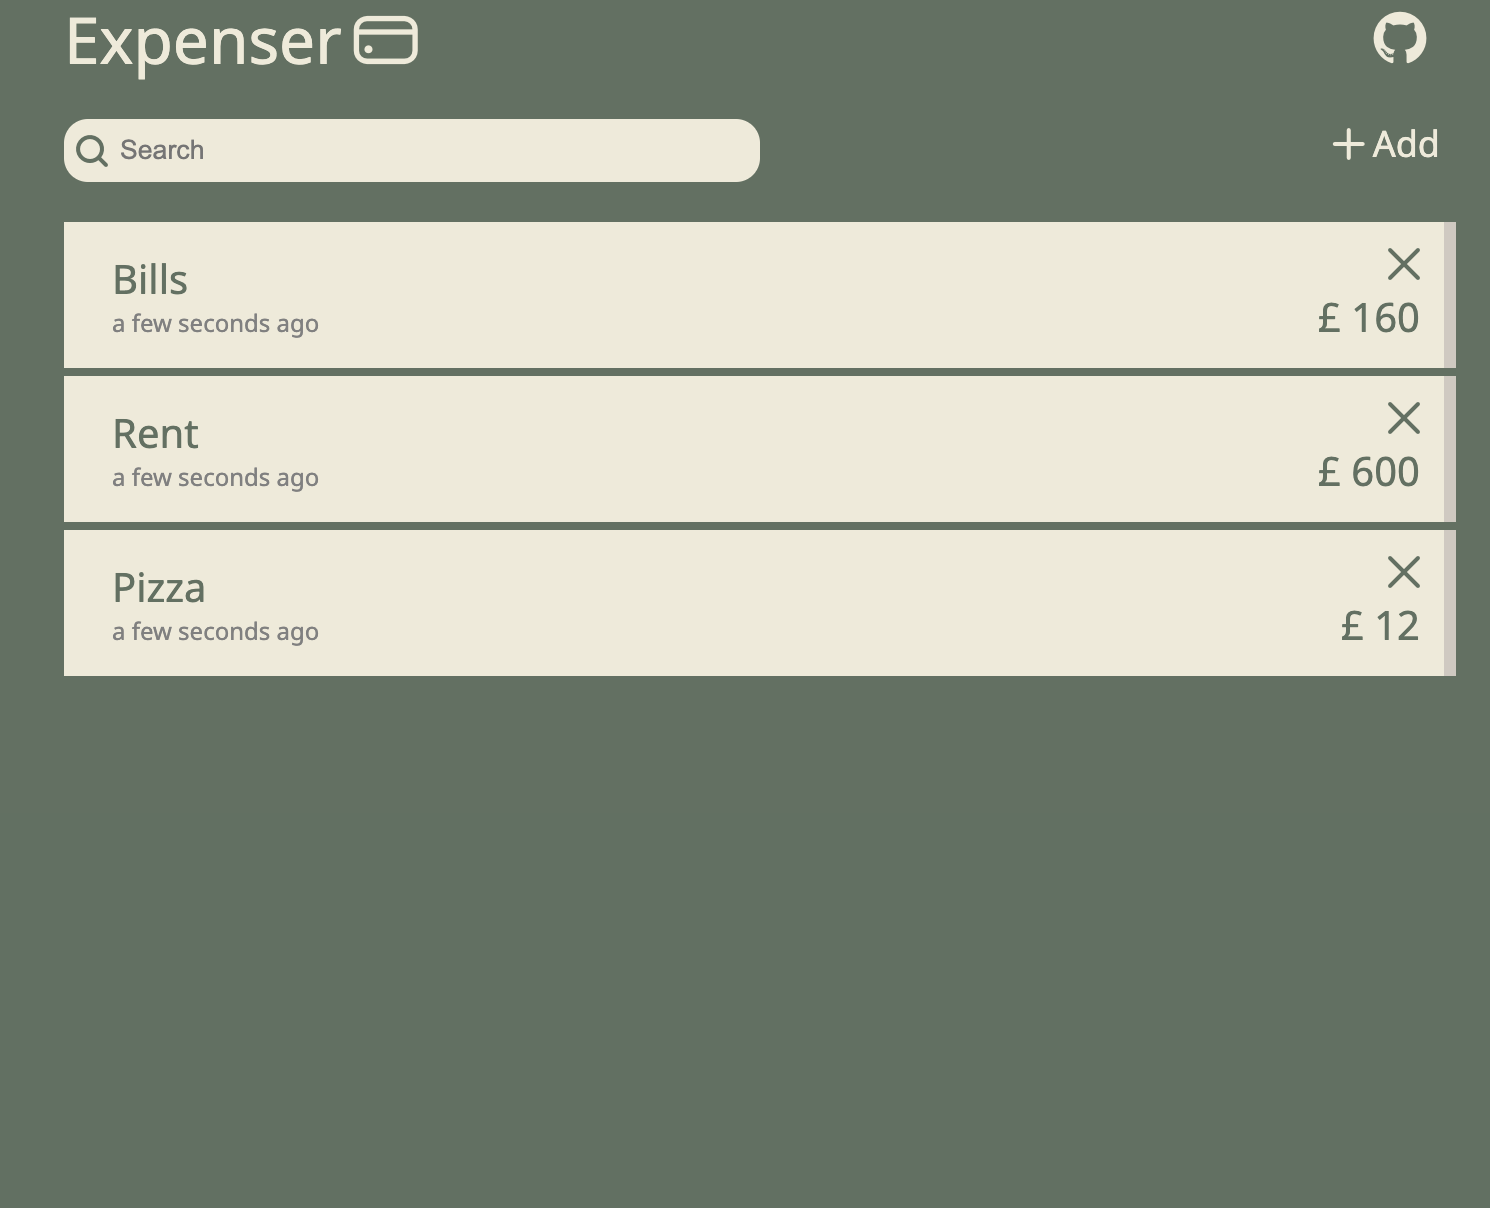 Expenser
Search
Add
Bills
a few seconds ago
£ 160
Rent
a few seconds ago
£ 600
Pizza
a few seconds ago
£ 12